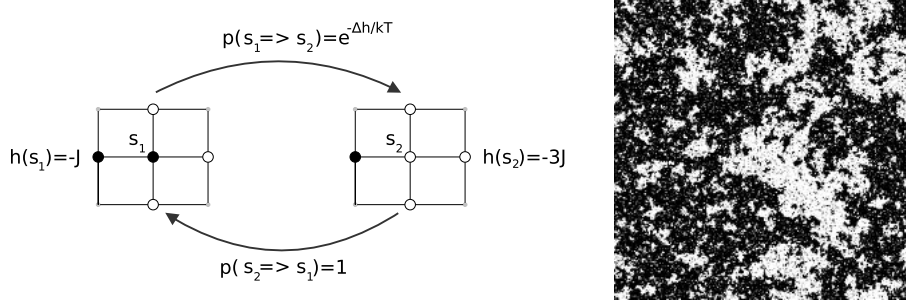 p(s₁=> s₂)=e^-Δh/kT
s₁
s₂
h(s₁)=-J
h(s₂)=-3J
p( s₂=> s₁)=1